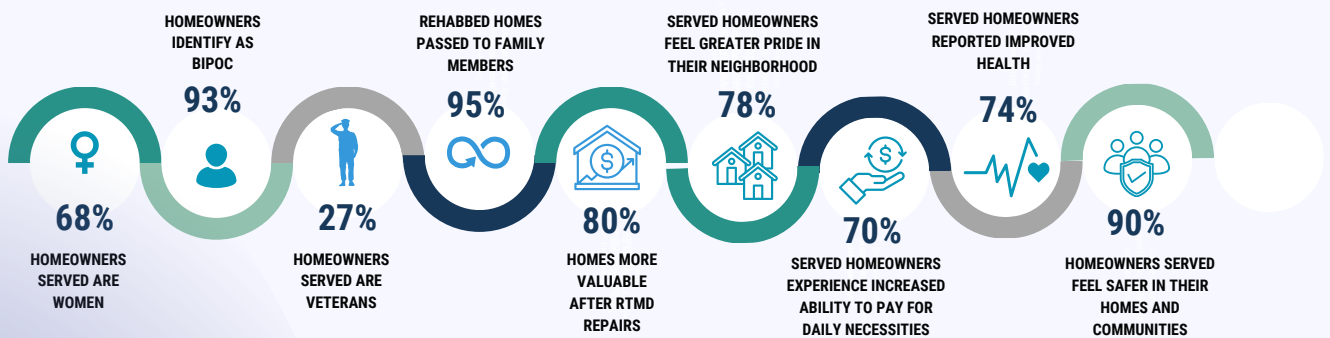 68%
HOMEOWNERS
SERVED ARE
WOMEN
HOMEOWNERS
IDENTIFY AS
BIPOC
93%
27%
HOMEOWNERS
SERVED ARE
VETERANS
REHABBED HOMES
PASSED TO FAMILY
MEMBERS
95%
$
80%
HOMES MORE
VALUABLE
AFTER RTMD
REPAIRS
SERVED HOMEOWNERS
FEEL GREATER PRIDE IN
THEIR NEIGHBORHOOD
78%
$
70%
SERVED HOMEOWNERS
EXPERIENCE INCREASED
ABILITY TO PAY FOR
DAILY NECESSITIES
SERVED HOMEOWNERS
REPORTED IMPROVED
HEALTH
74%
90%
HOMEOWNERS SERVED
FEEL SAFER IN THEIR
HOMES AND
COMMUNITIES